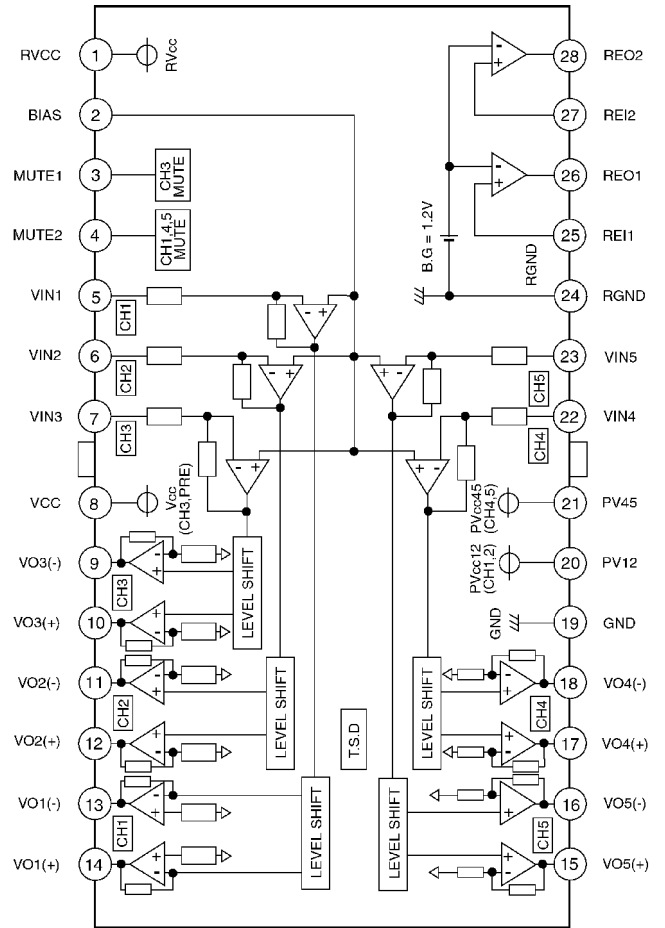 RVCC 1 RVcc
BIAS 2
MUTE1 3 CH3 MUTE
MUTE2 4 CH1,4,5 MUTE
VIN1 5 CH1
VIN2 6 CH2
VIN3 7 CH3
VCC 8 Vcc (CH3,PRE)
VO3(-) 9
CH3
VO3(+) 10
VO2(-) 11
CH2
VO2(+) 12
VO1(-) 13
CH1
VO1(+) 14
- +
- +
- +
- +
- +
LEVEL SHIFT
LEVEL SHIFT
LEVEL SHIFT
T.S.D
LEVEL SHIFT
LEVEL SHIFT
- +
+ -
- +
+ -
- +
+ -
28 REO2
- +
27 REI2
26 REO1
- +
25 REI1
B.G = 1.2V
RGND
24 RGND
23 VIN5
CH5
22 VIN4
CH4
21 PV45
PVcc45 (CH4,5)
20 PV12
PVcc12 (CH1,2)
19 GND
GND
18 VO4(-)
- +
CH4
17 VO4(+)
+ -
16 VO5(-)
- +
CH5
15 VO5(+)
+ -